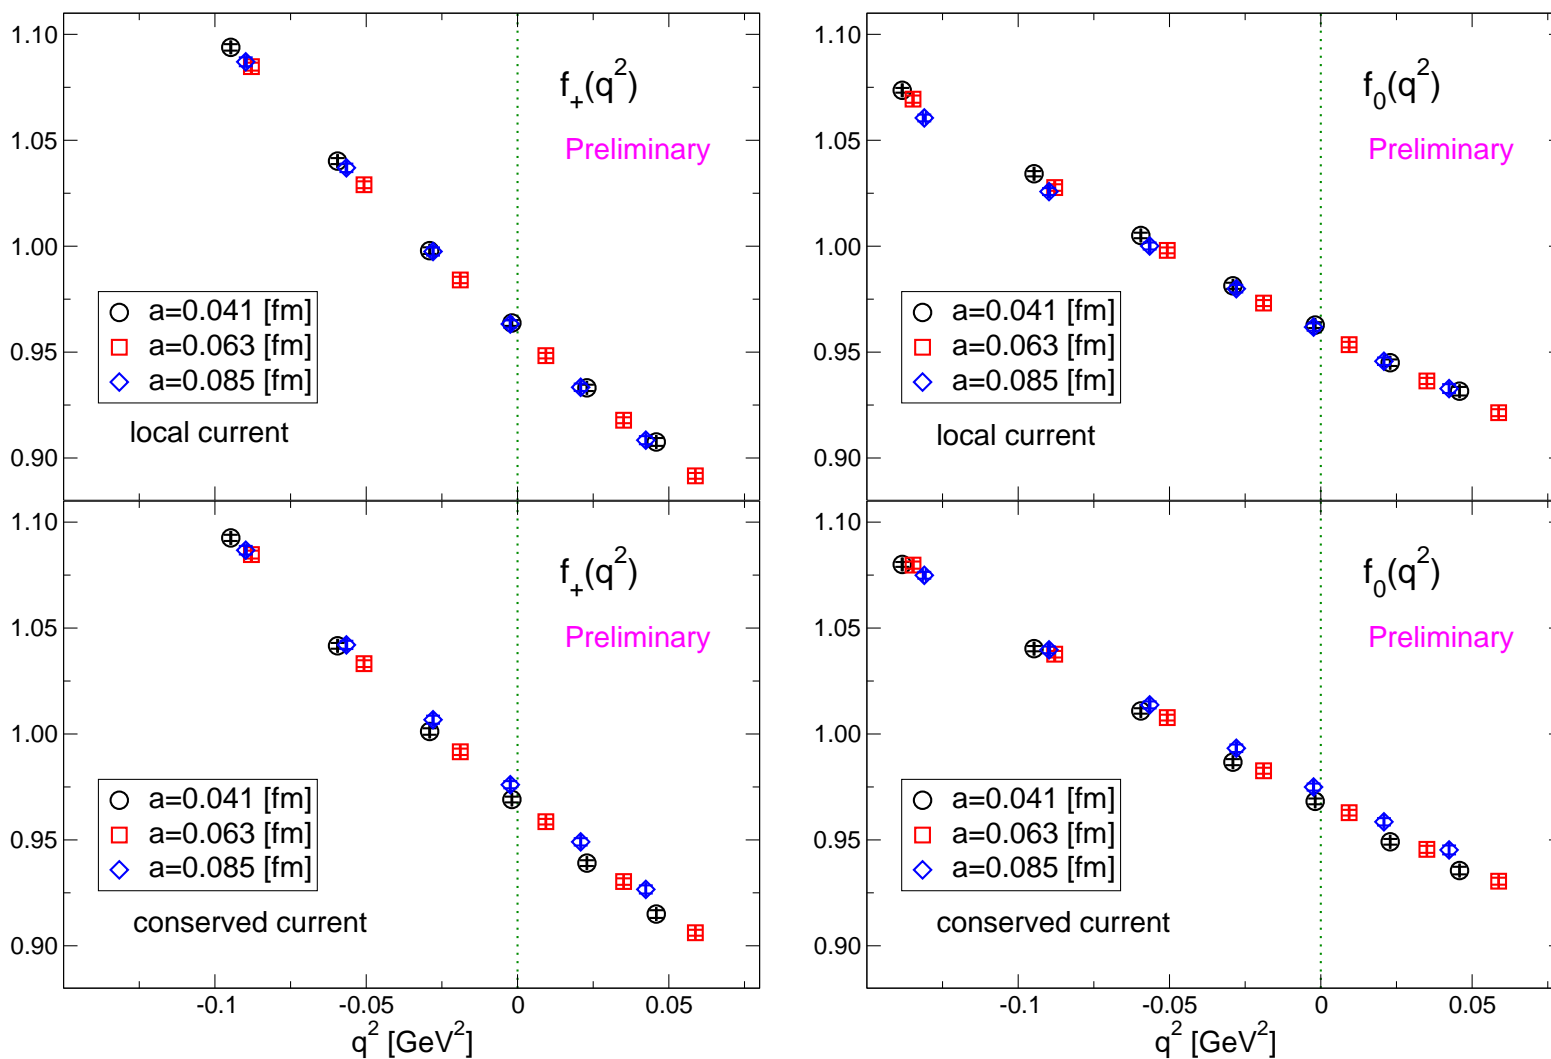 1.10
1.05
1.00
0.95
0.90
f₊(q²)
Preliminary
a=0.041 [fm]
a=0.063 [fm]
a=0.085 [fm]
local current
1.10
1.05
1.00
0.95
0.90
f₀(q²)
Preliminary
a=0.041 [fm]
a=0.063 [fm]
a=0.085 [fm]
local current
1.10
1.05
1.00
0.95
0.90
f₊(q²)
Preliminary
a=0.041 [fm]
a=0.063 [fm]
a=0.085 [fm]
conserved current
-0.1 -0.05 0 0.05
q² [GeV²]
1.10
1.05
1.00
0.95
0.90
f₀(q²)
Preliminary
a=0.041 [fm]
a=0.063 [fm]
a=0.085 [fm]
conserved current
-0.1 -0.05 0 0.05
q² [GeV²]